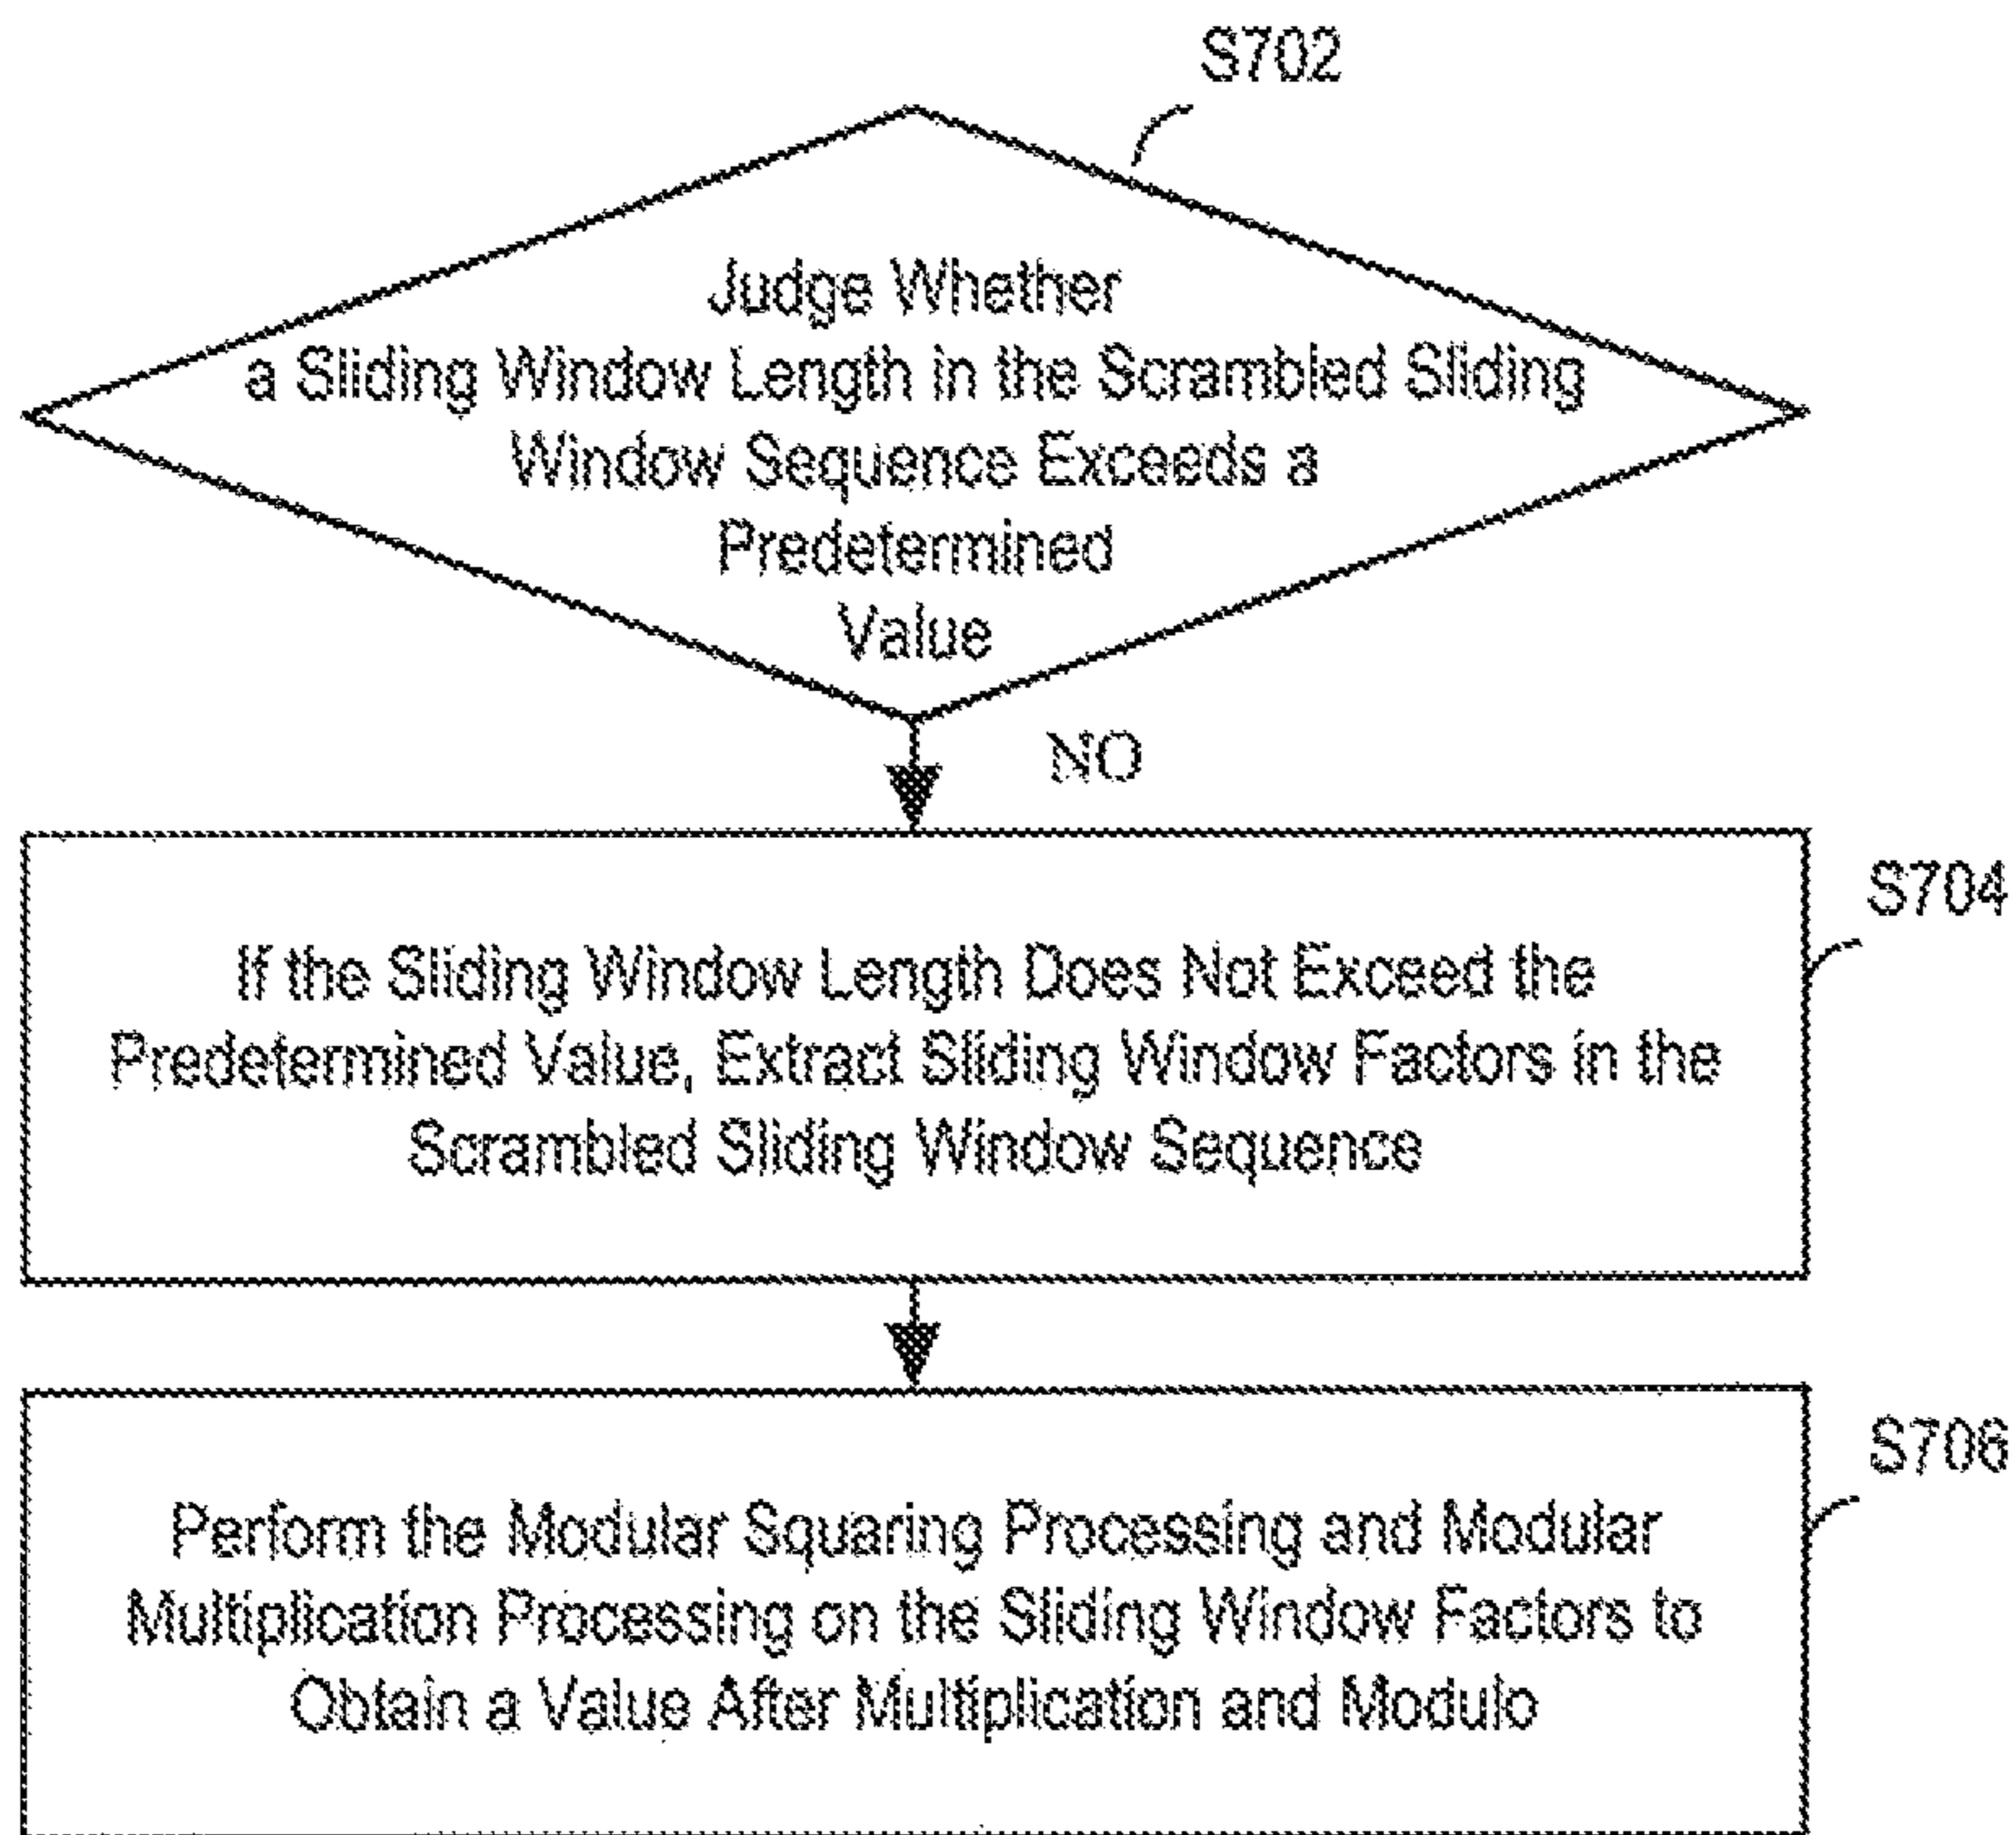 S702
Judge Whether
a Sliding Window Length in the Scrambled Sliding
Window Sequence Exceeds a
Predetermined
Value
NO
S704
If the Sliding Window Length Does Not Exceed the
Predetermined Value, Extract Sliding Window Factors in the
Scrambled Sliding Window Sequence
S706
Perform the Modular Squaring Processing and Modular
Multiplication Processing on the Sliding Window Factors to
Obtain a Value After Multiplication and Modulo